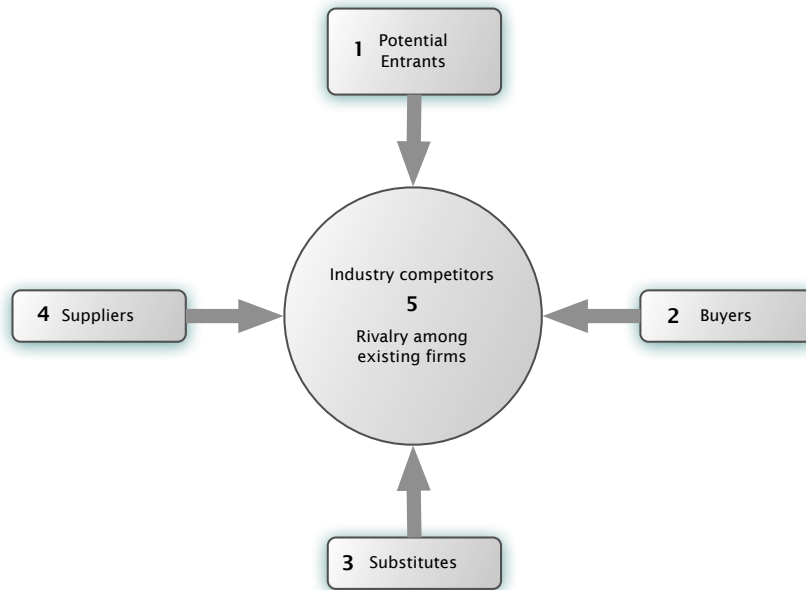 1 Potential
Entrants
Industry competitors
5
Rivalry among
existing firms
4 Suppliers
2 Buyers
3 Substitutes